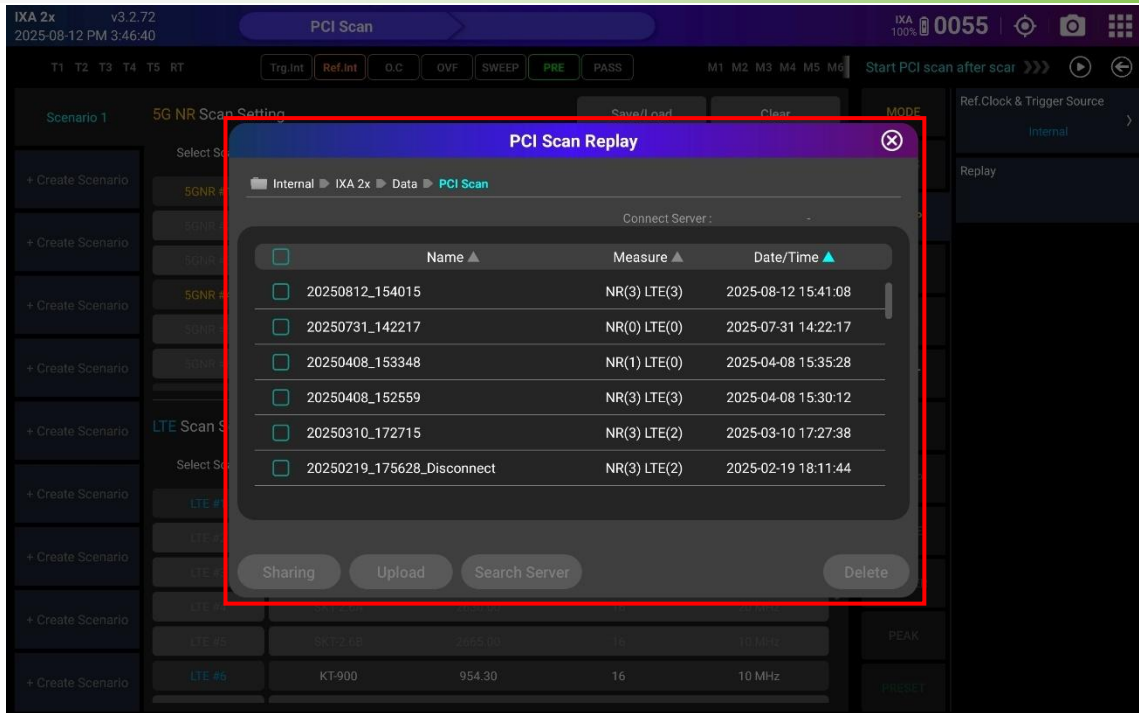 IXA 2x v3.2.72
2025-08-12 PM 3:46:40
PCI Scan
IXA
100%
0055
T1 T2 T3 T4 T5 RT
Trg.Int Ref.Int O.C OVF SWEEP PRE PASS
M1 M2 M3 M4 M5 M6
Start PCI scan after scar
Scenario 1
+ Create Scenario
+ Create Scenario
+ Create Scenario
+ Create Scenario
+ Create Scenario
+ Create Scenario
+ Create Scenario
+ Create Scenario
+ Create Scenario
5G NR Scan Setting
Save/Load
Clear
MODE
Ref.Clock & Trigger Source
Internal
Replay
PCI Scan Replay
Internal IXA 2x Data PCI Scan
Connect Server : -
Name Measure Date/Time
20250812_154015 NR(3) LTE(3) 2025-08-12 15:41:08
20250731_142217 NR(0) LTE(0) 2025-07-31 14:22:17
20250408_153348 NR(1) LTE(0) 2025-04-08 15:35:28
20250408_152559 NR(3) LTE(3) 2025-04-08 15:30:12
20250310_172715 NR(3) LTE(2) 2025-03-10 17:27:38
20250219_175628_Disconnect NR(3) LTE(2) 2025-02-19 18:11:44
Sharing Upload Search Server Delete
LTE Scan
LTE #5 SKT-2.6B 2665.00 16 10 MHz
LTE #6 KT-900 954.30 16 10 MHz
PEAK
PRESET